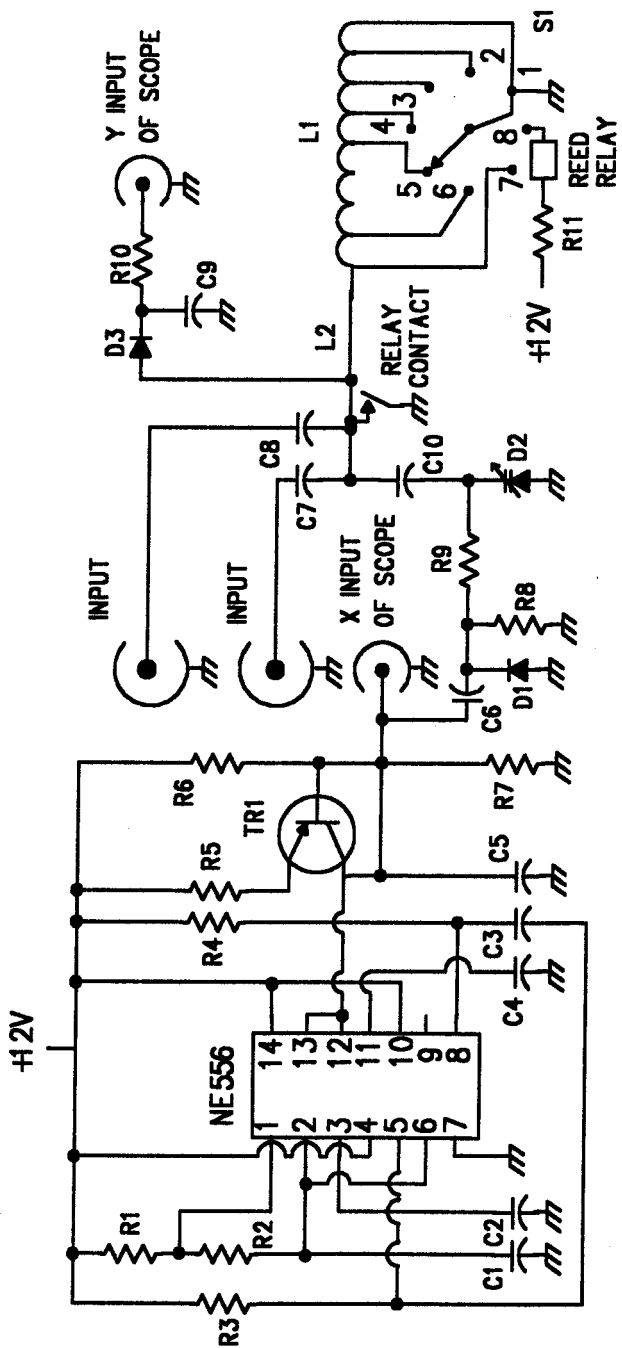 +12V
R1
R2
R3
R4
R5
R6
R7
R8
R9
R10
R11
C1
C2
C3
C4
C5
C6
C7
C8
C9
C10
NE556
1
2
3
4
5
6
7
14
13
12
11
10
9
8
TR1
D1
D2
D3
INPUT
INPUT
X INPUT
OF SCOPE
Y INPUT
OF SCOPE
RELAY
CONTACT
L2
L1
1
2
3
4
5
6
7
8
S1
REED
RELAY
+12V